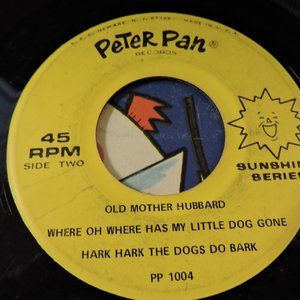 Peter Pan®
RECORDS
45
RPM
SIDE TWO
SUNSHINE
SERIES
OLD MOTHER HUBBARD
WHERE OH WHERE HAS MY LITTLE DOG GONE
HARK HARK THE DOGS DO BARK
PP 1004